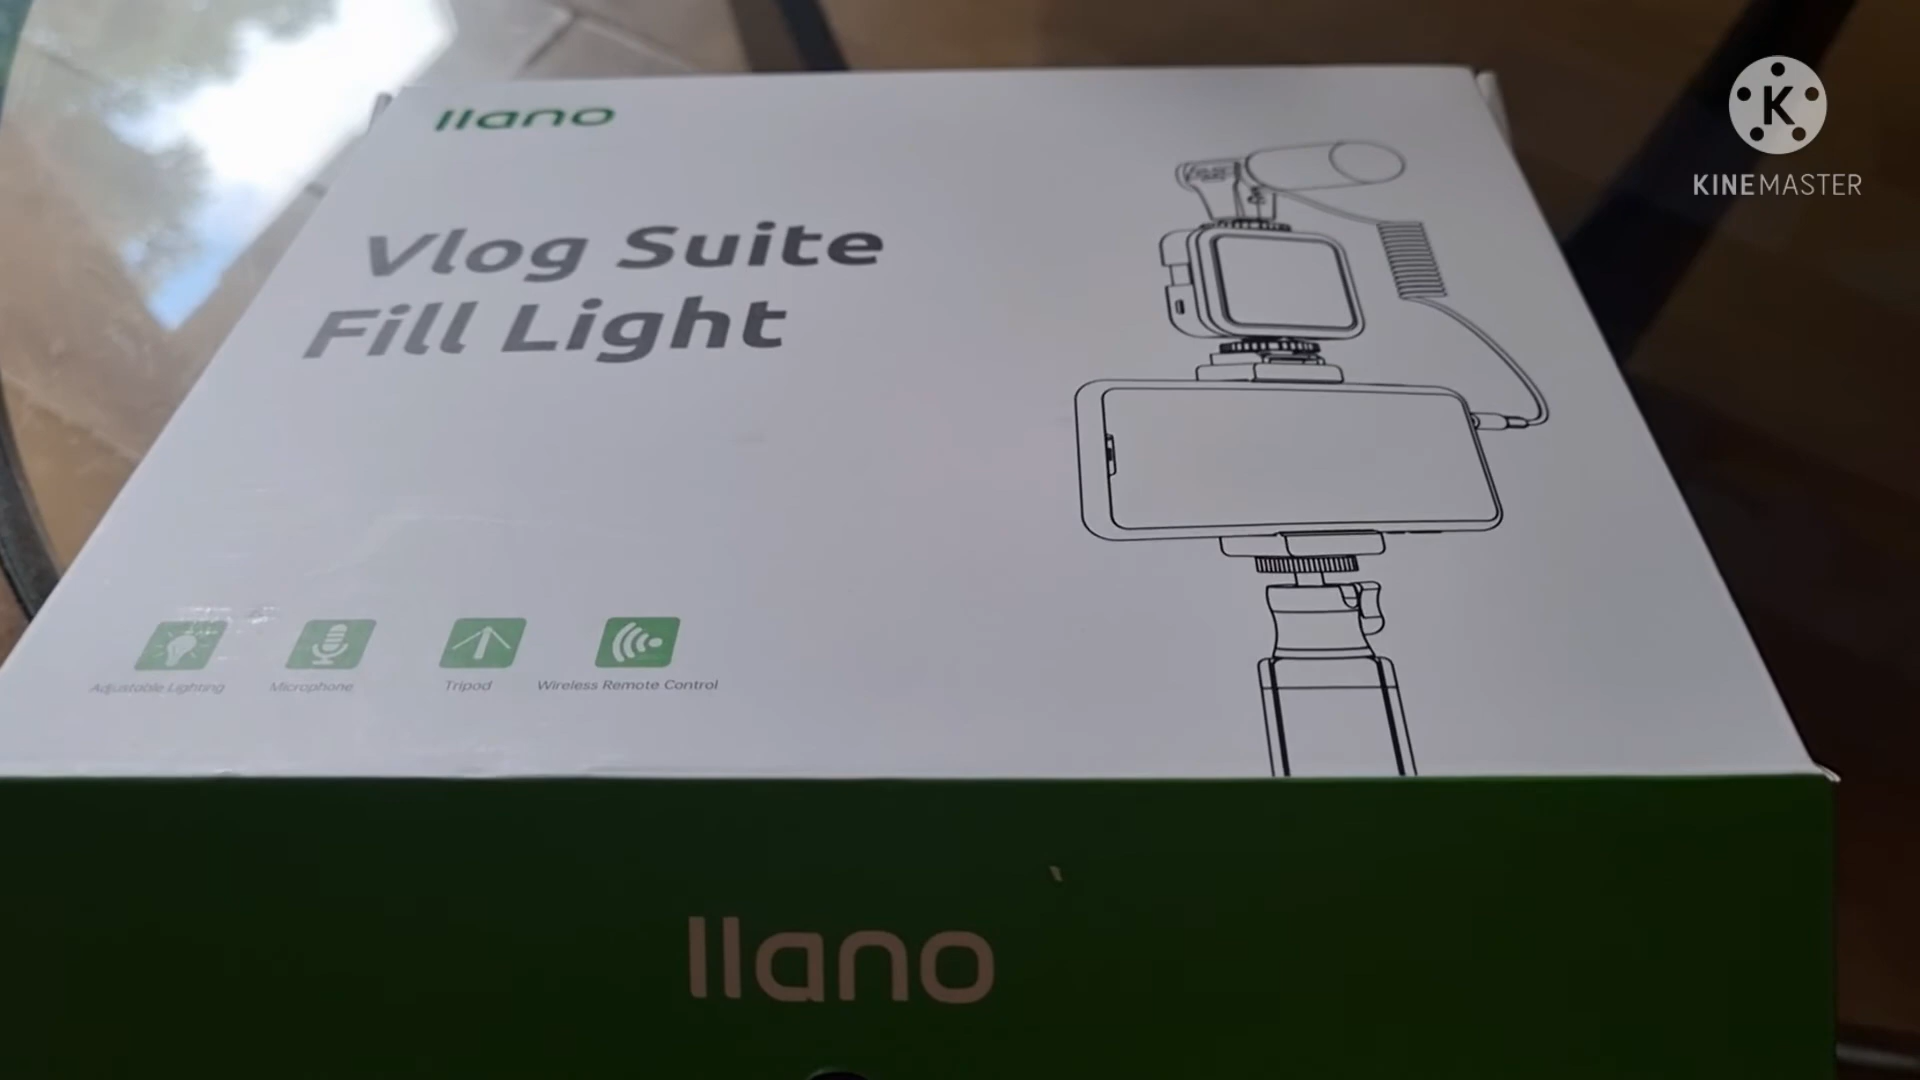 llano
KINEMASTER
Vlog Suite
Fill Light
Adjustable Lighting
Microphone
Tripod
Wireless Remote Control
llano